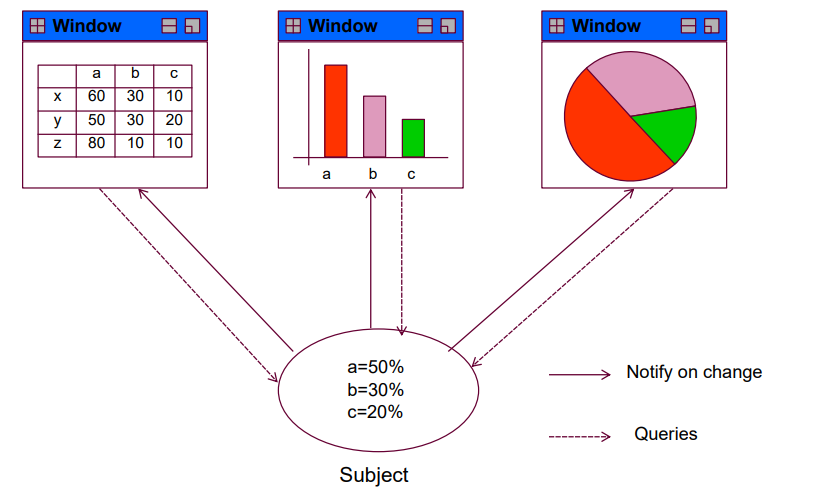 Window
a b c
x 60 30 10
y 50 30 20
z 80 10 10
Window
a b c
Window
a=50%
b=30%
c=20%
Subject
Notify on change
Queries